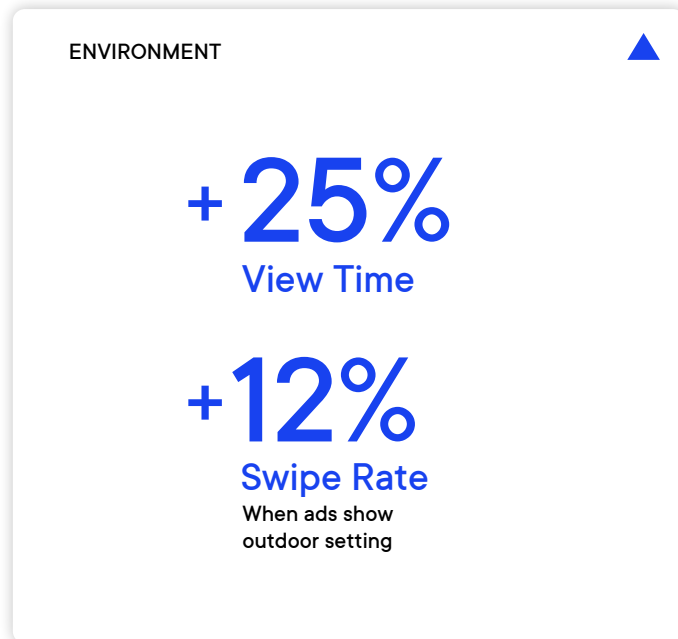 ENVIRONMENT
+25%
View Time
+12%
Swipe Rate
When ads show
outdoor setting